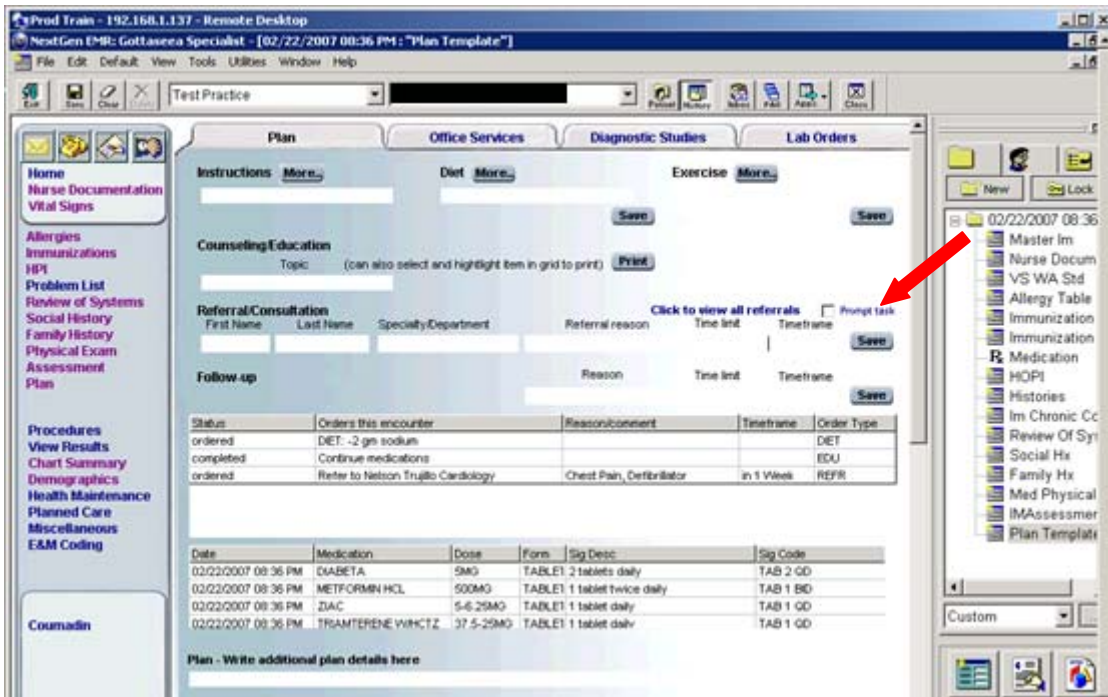 Prod Train - 192.168.1.137 - Remote Desktop
NextGen EMR: Gottaseea Specialist - [02/22/2007 08:36 PM : "Plan Template"]
File Edit Default View Tools Utilities Window Help
Exit Save Clear Delete Test Practice Patient History Inbox PAQ Appt. Close
Plan Office Services Diagnostic Studies Lab Orders
Home
Nurse Documentation
Vital Signs
Allergies
Immunizations
HPI
Problem List
Review of Systems
Social History
Family History
Physical Exam
Assessment
Plan
Procedures
View Results
Chart Summary
Demographics
Health Maintenance
Planned Care
Miscellaneous
E&M Coding
Coumadin
Instructions More... Diet More... Exercise More...
Save Save
Counseling/Education
Topic (can also select and hightlight item in grid to print) Print
Referral/Consultation Click to view all referrals Prompt task
First Name Last Name Specialty/Department Referral reason Time limit Timeframe
Save
Follow-up Reason Time limit Timeframe
Save
Status Orders this encounter Reason/comment Timeframe Order Type
ordered DIET: -2 gm sodium DIET
completed Continue medications EDU
ordered Refer to Nelson Trujillo Cardiology Chest Pain, Defibrillator in 1 Week REFR
Date Medication Dose Form Sig Desc Sig Code
02/22/2007 08:36 PM DIABETA 5MG TABLET 2 tablets daily TAB 2 QD
02/22/2007 08:36 PM METFORMIN HCL 500MG TABLET 1 tablet twice daily TAB 1 BID
02/22/2007 08:36 PM ZIAC 5-6.25MG TABLET 1 tablet daily TAB 1 QD
02/22/2007 08:36 PM TRIAMTERENE W/HCTZ 37.5-25MG TABLET 1 tablet daily TAB 1 QD
Plan - Write additional plan details here
New Lock
02/22/2007 08:36
Master Im
Nurse Docum
VS WA Std
Allergy Table
Immunization
Immunization
Medication
HOPI
Histories
Im Chronic Co
Review Of Sys
Social Hx
Family Hx
Med Physical
IMAssessmer
Plan Template
Custom